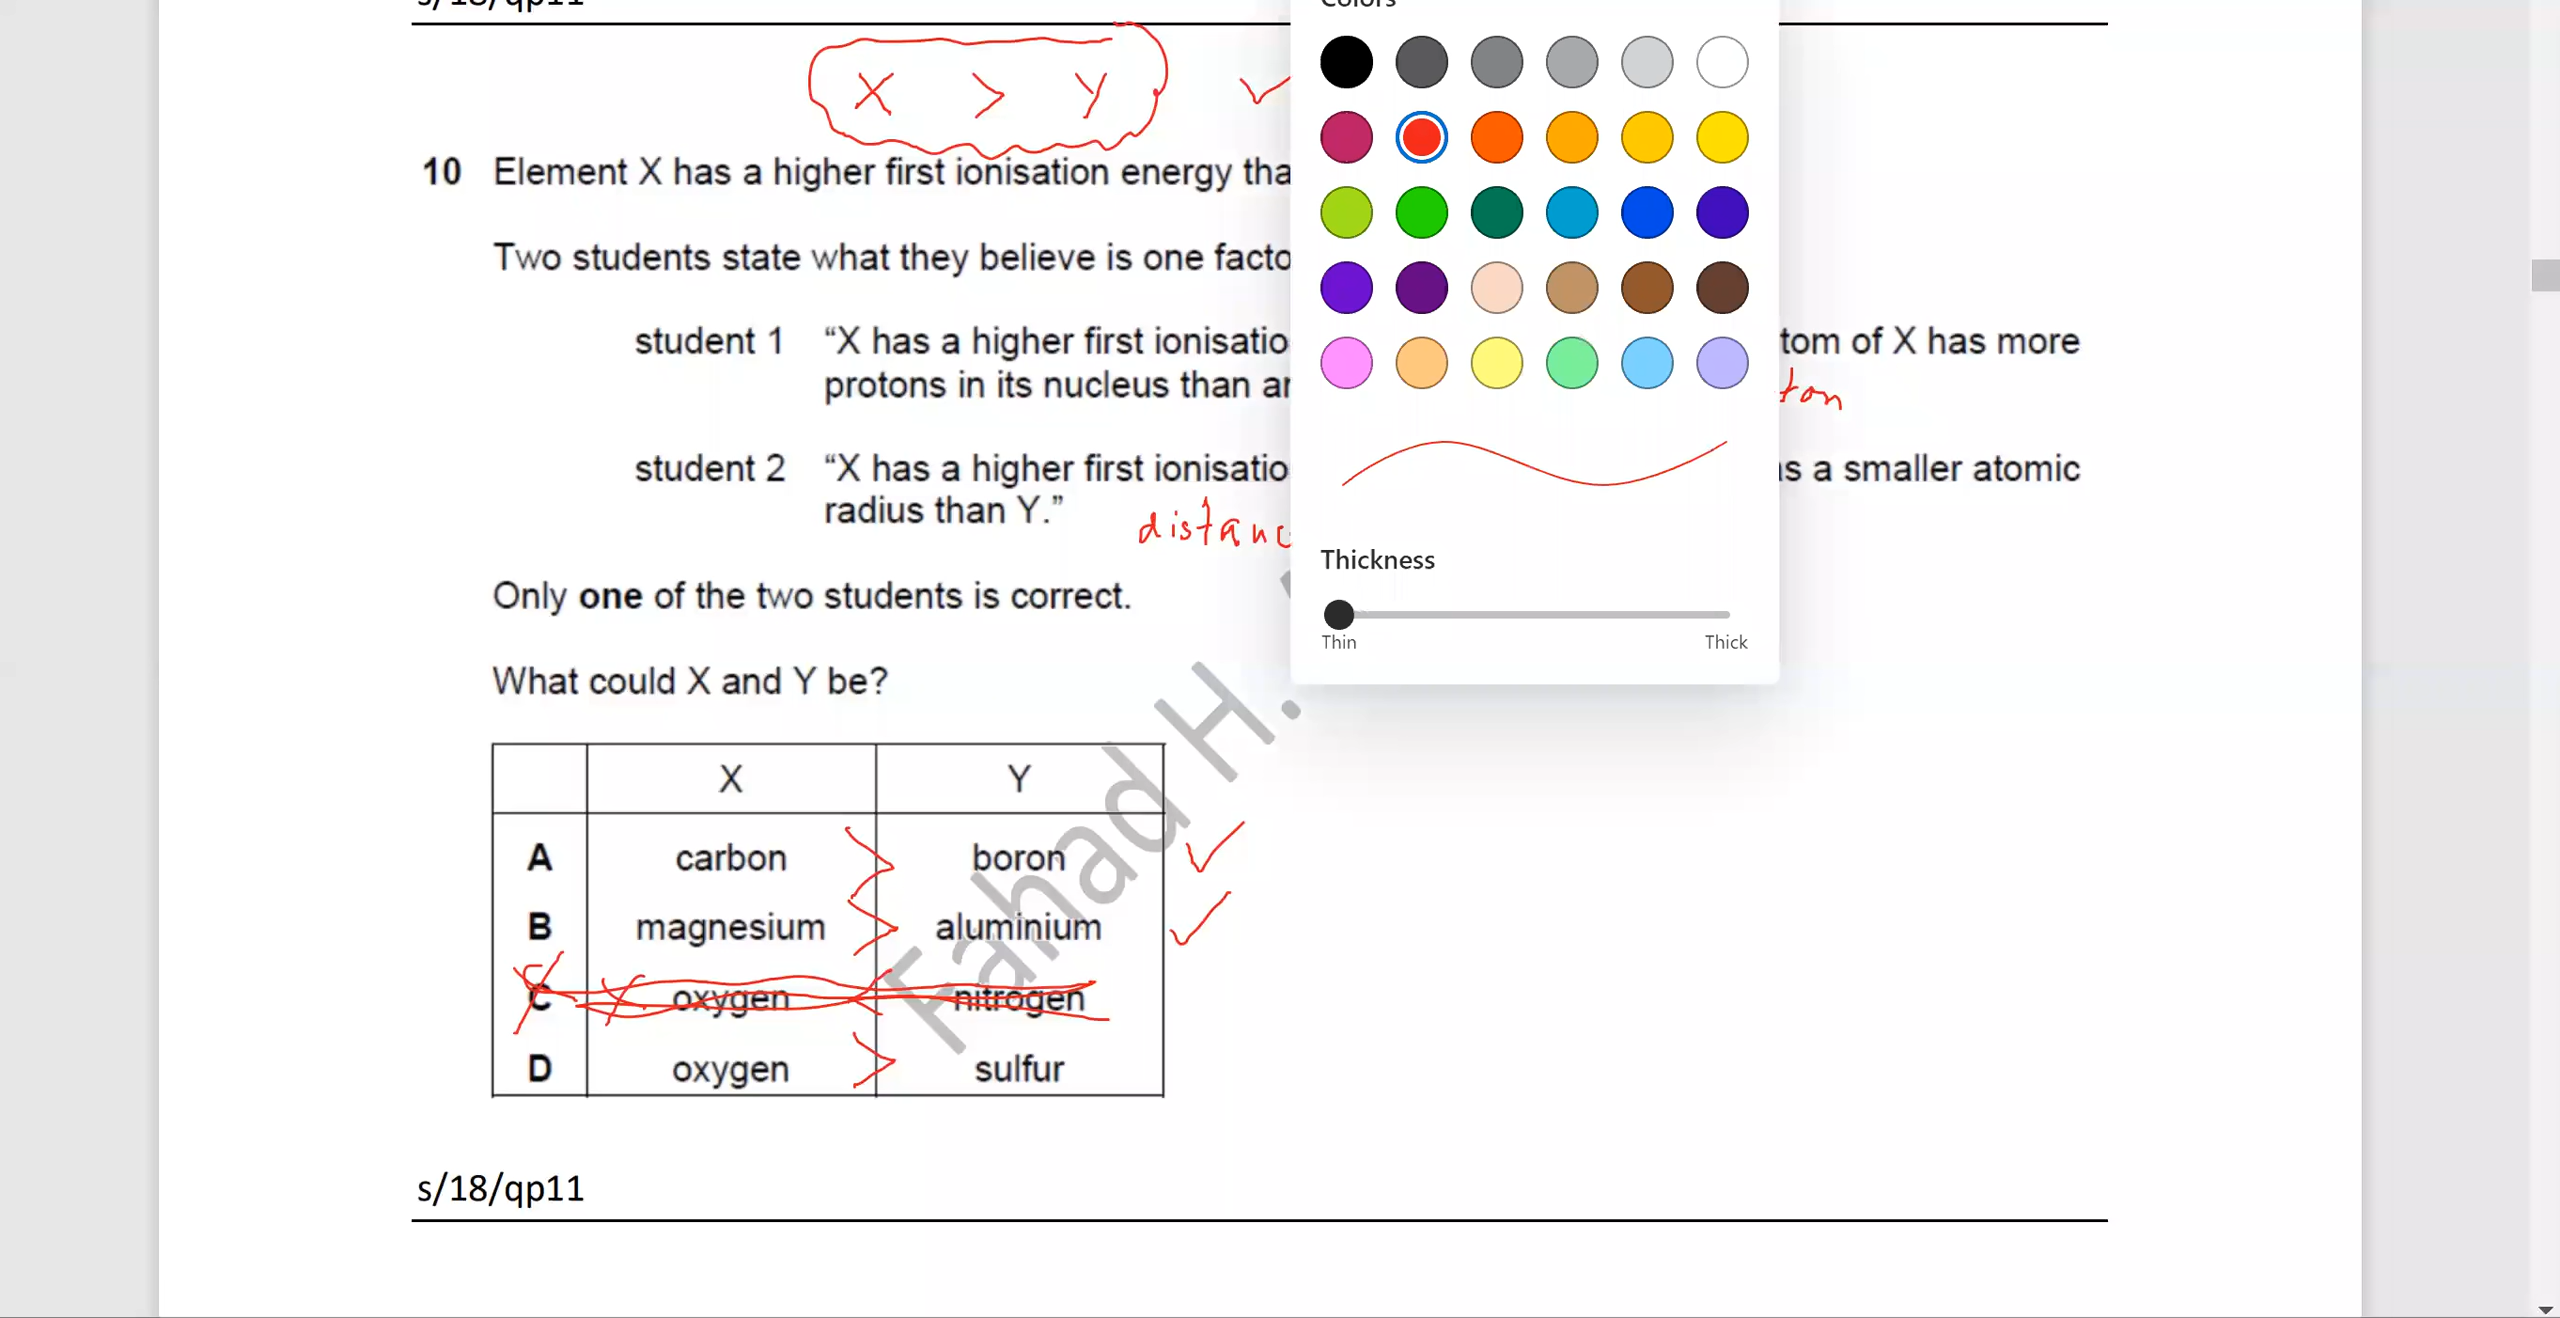 s/18/qp11
Colors
X > Y
10 Element X has a higher first ionisation energy tha
Two students state what they believe is one facto
student 1 “X has a higher first ionisatio tom of X has more
protons in its nucleus than an ton
student 2 “X has a higher first ionisatio s a smaller atomic
radius than Y.” distanc
Only one of the two students is correct.
Thickness
Thin Thick
What could X and Y be?
X Y
A carbon > boron
B magnesium > aluminium
C oxygen < nitrogen
D oxygen > sulfur
Fahad H.
s/18/qp11